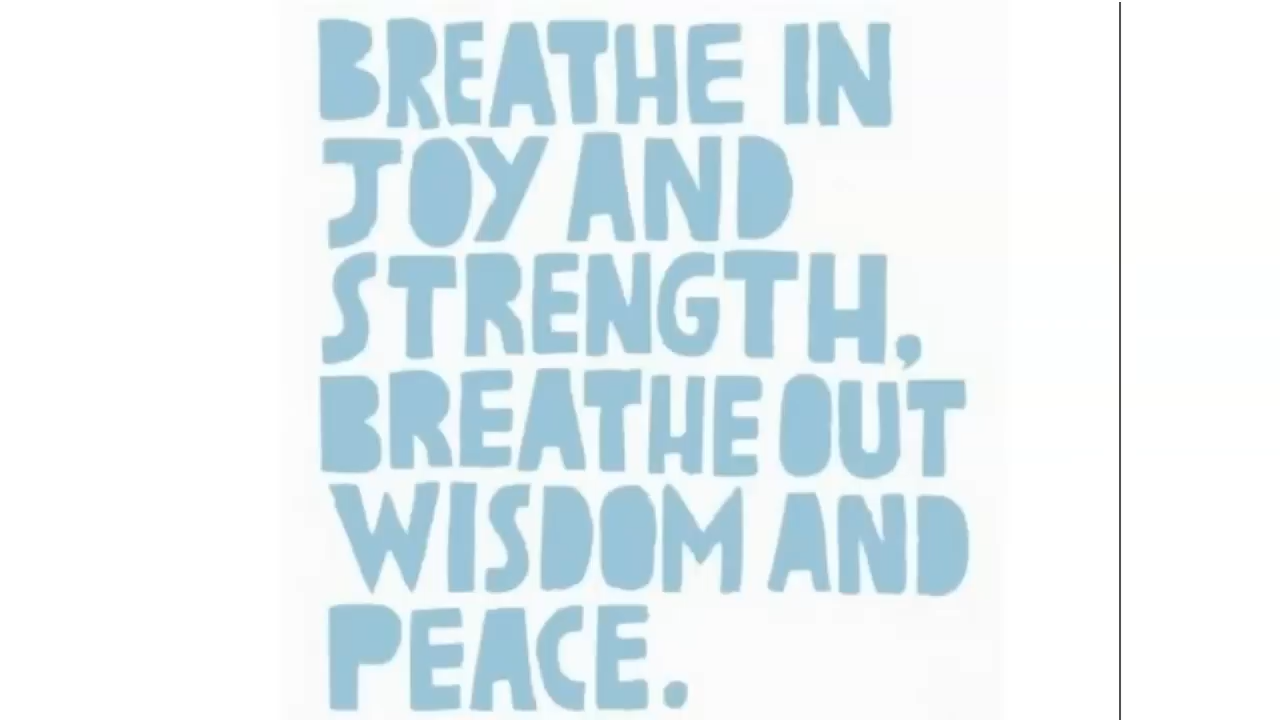 BREATHE IN
JOY AND
STRENGTH,
BREATHE OUT
WISDOM AND
PEACE.